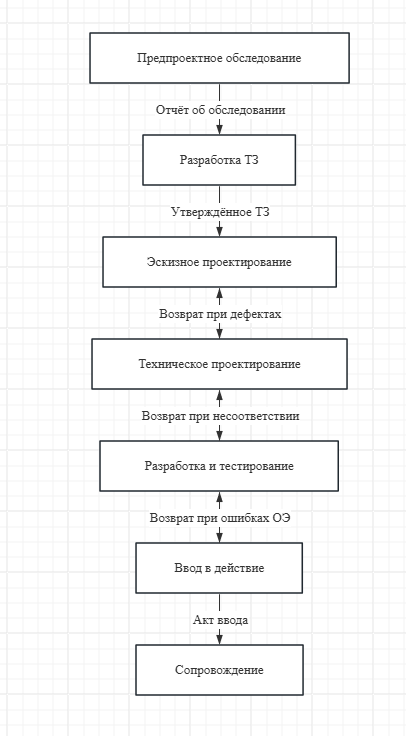 Предпроектное обследование
Отчёт об обследовании
Разработка ТЗ
Утверждённое ТЗ
Эскизное проектирование
Возврат при дефектах
Техническое проектирование
Возврат при несоответствии
Разработка и тестирование
Возврат при ошибках ОЭ
Ввод в действие
Акт ввода
Сопровождение